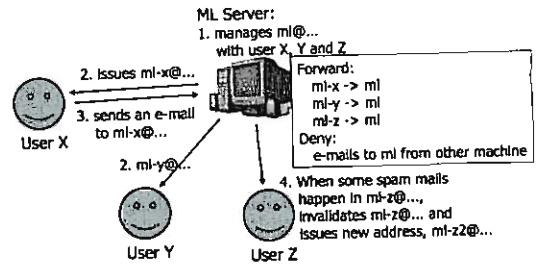 ML Server:
1. manages ml@...
with user X, Y and Z
2. issues ml-x@...
3. sends an e-mail
to ml-x@...
User X
Forward:
ml-x -> ml
ml-y -> ml
ml-z -> ml
Deny:
e-mails to ml from other machine
2. ml-y@...
User Y
4. When some spam mails
happen in ml-z@...,
invalidates ml-z@... and
issues new address, ml-z2@...
User Z